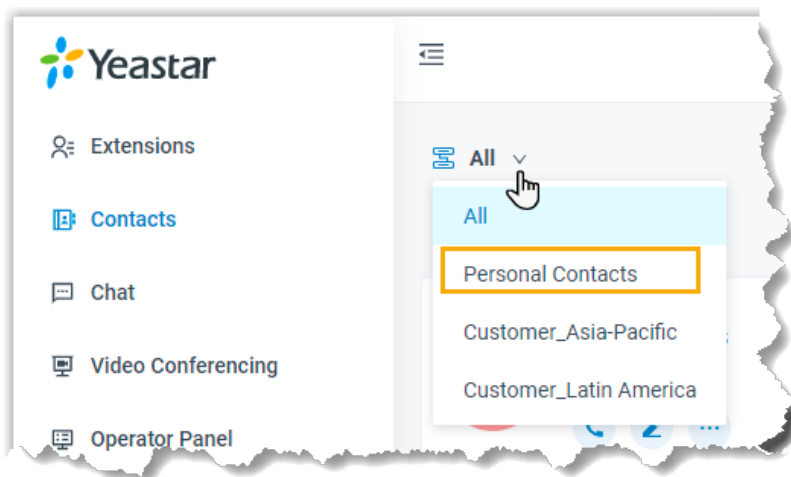 Yeastar
Extensions
Contacts
Chat
Video Conferencing
Operator Panel
All
All
Personal Contacts
Customer_Asia-Pacific
Customer_Latin America